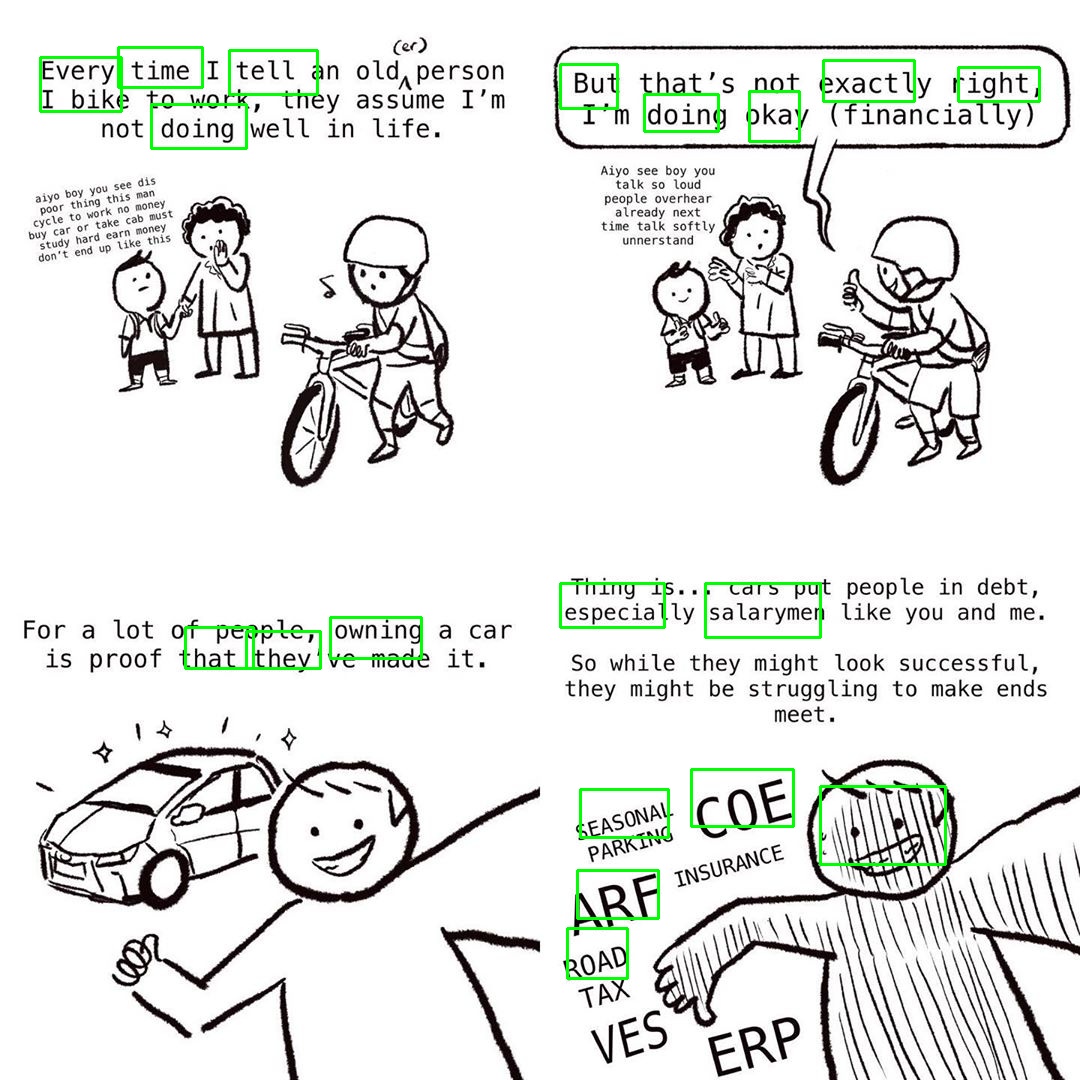 (er)
Every time I tell an old person
I bike to work, they assume I'm
not doing well in life.
aiyo boy you see dis
poor thing this man
cycle to work no money
buy car or take cab must
study hard earn money
don't end up like this
But that's not exactly right,
I'm doing okay (financially)
Aiyo see boy you
talk so loud
people overhear
already next
time talk softly
unnerstand
For a lot of people, owning a car
is proof that they've made it.
Thing is... cars put people in debt,
especially salarymen like you and me.
So while they might look successful,
they might be struggling to make ends
meet.
SEASONAL
PARKING
COE
INSURANCE
ARF
ROAD
TAX
VES
ERP